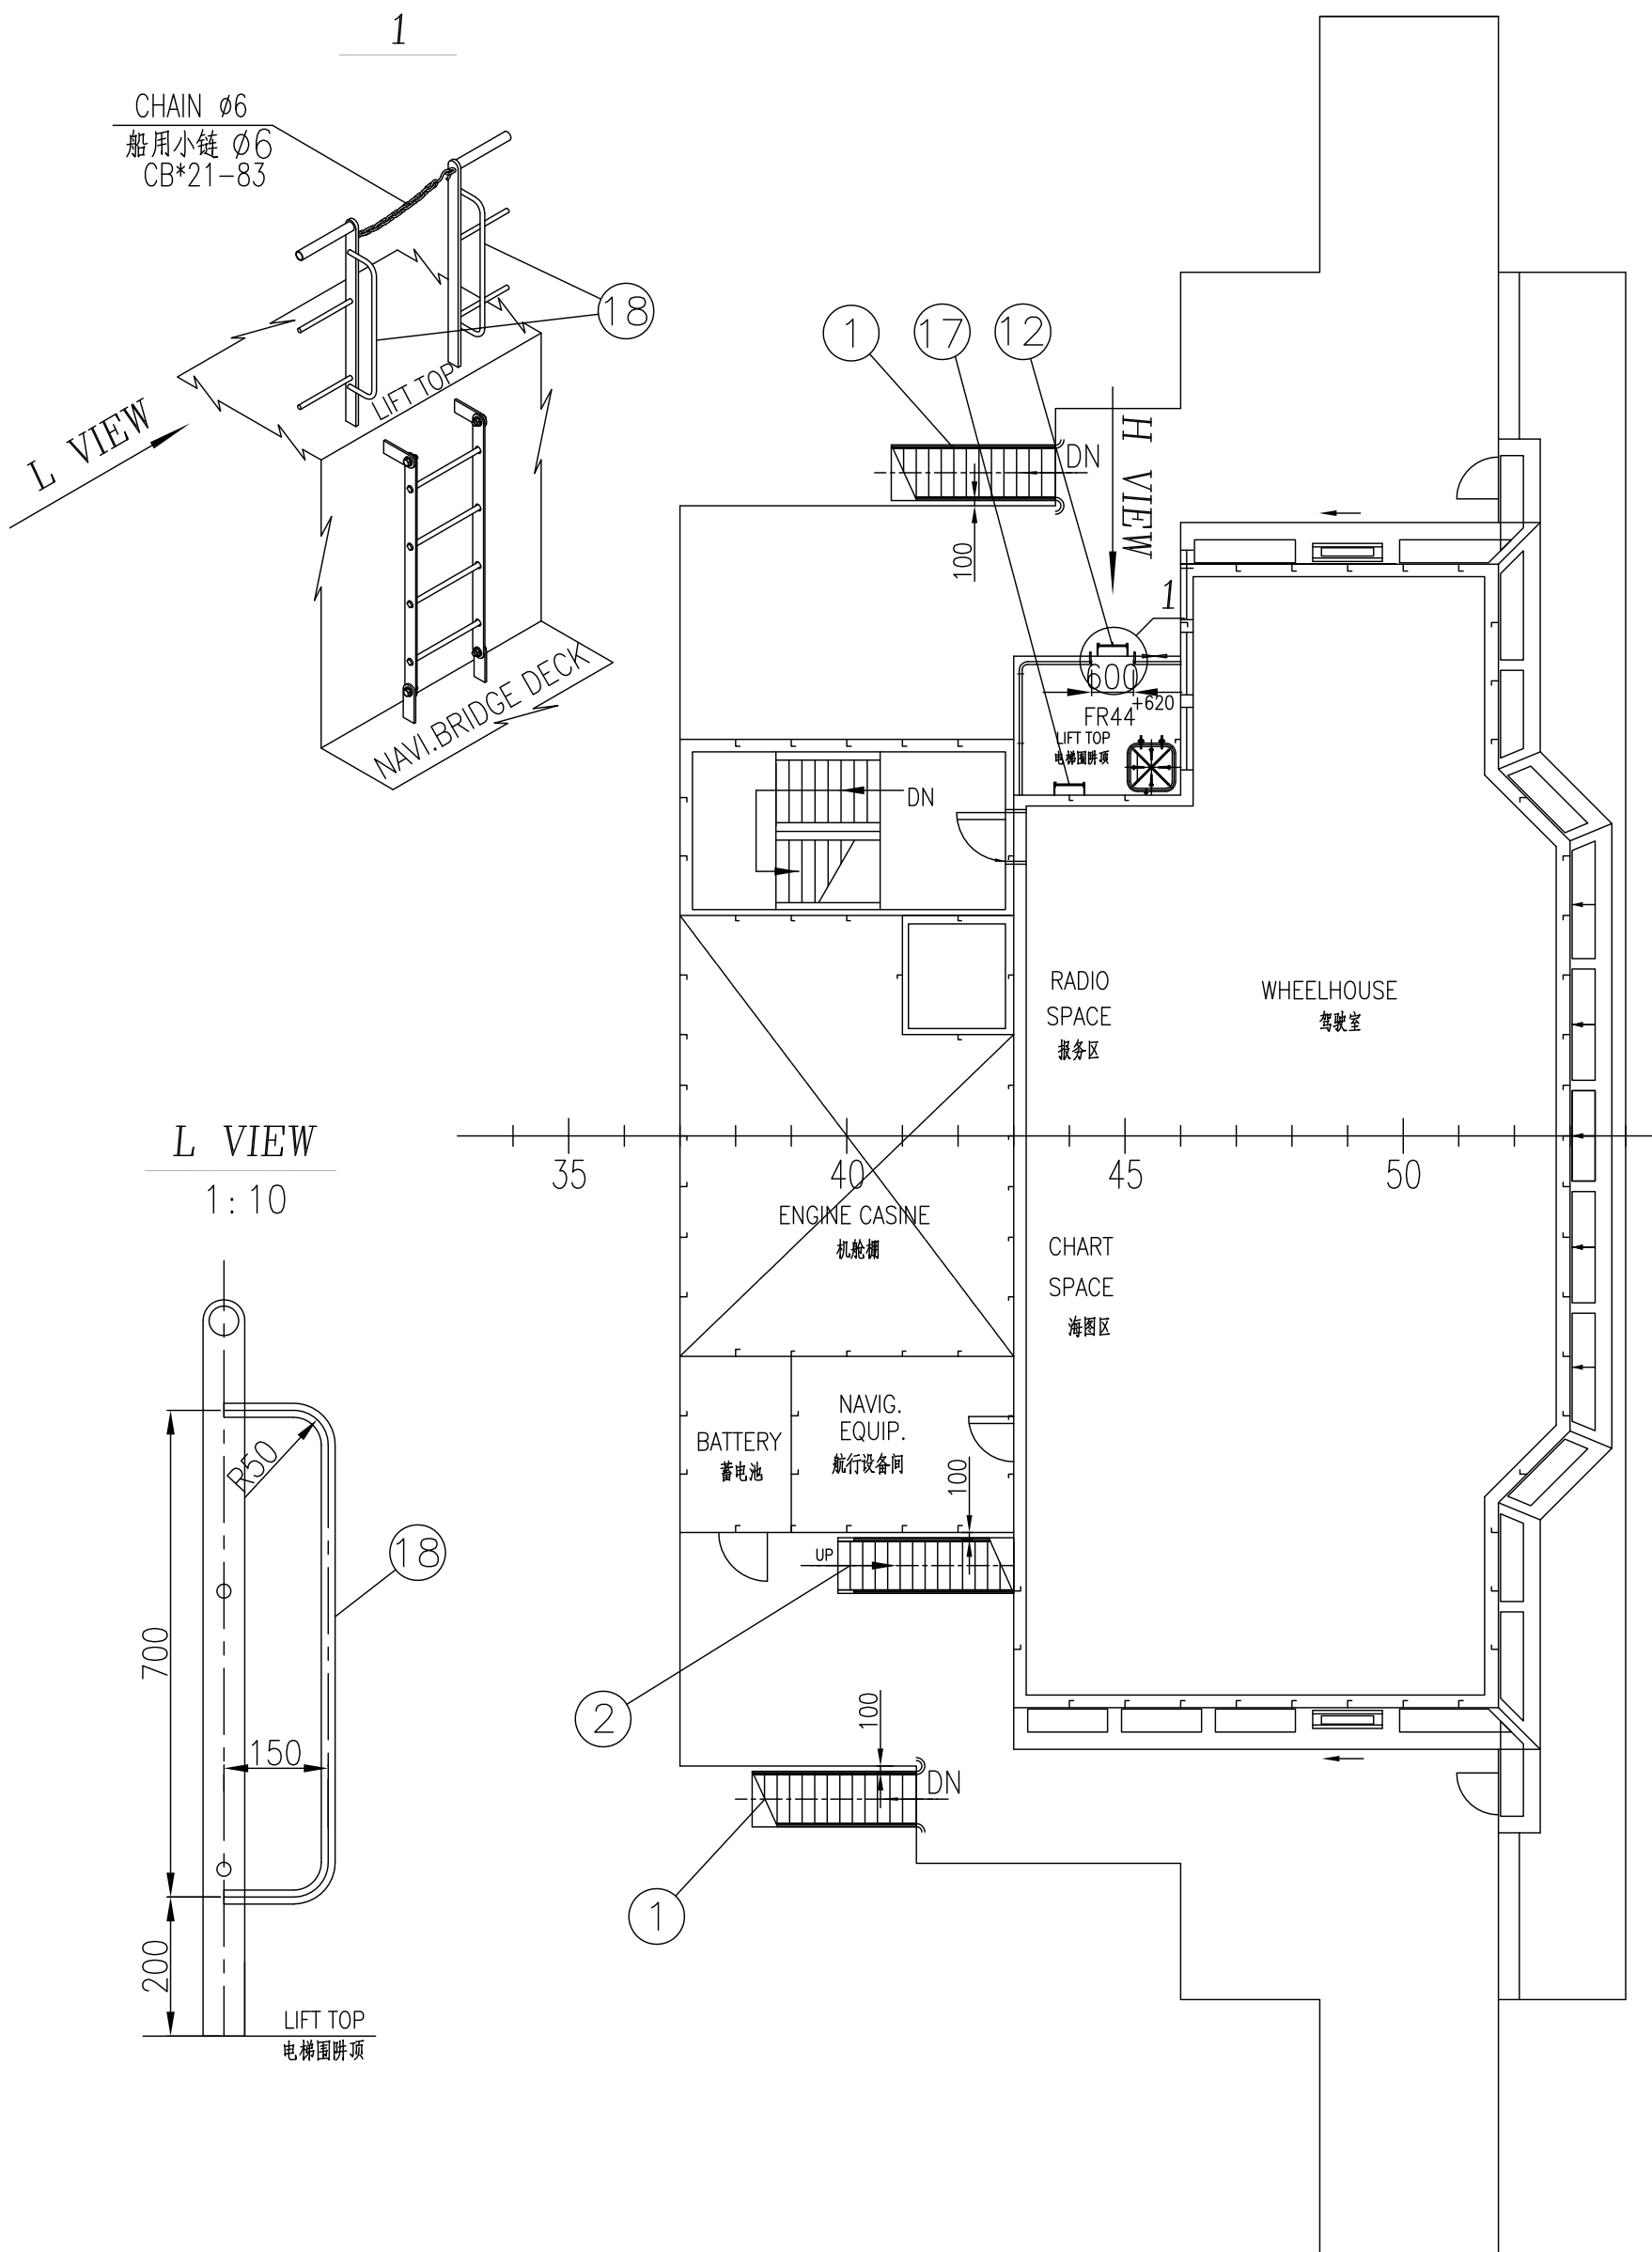 1
CHAIN ø6
船用小链 Ø6
CB*21-83
18
L VIEW
LIFT TOP
NAVI.BRIDGE DECK
1
17
12
DN
H VIEW
100
1
600
+620
FR44
LIFT TOP
电梯围阱顶
DN
RADIO
SPACE
报务区
WHEELHOUSE
驾驶室
35
40
45
50
ENGINE CASINE
机舱棚
CHART
SPACE
海图区
NAVIG.
EQUIP.
航行设备间
BATTERY
蓄电池
100
UP
2
100
DN
1
L VIEW
1:10
R50
18
700
150
200
LIFT TOP
电梯围阱顶